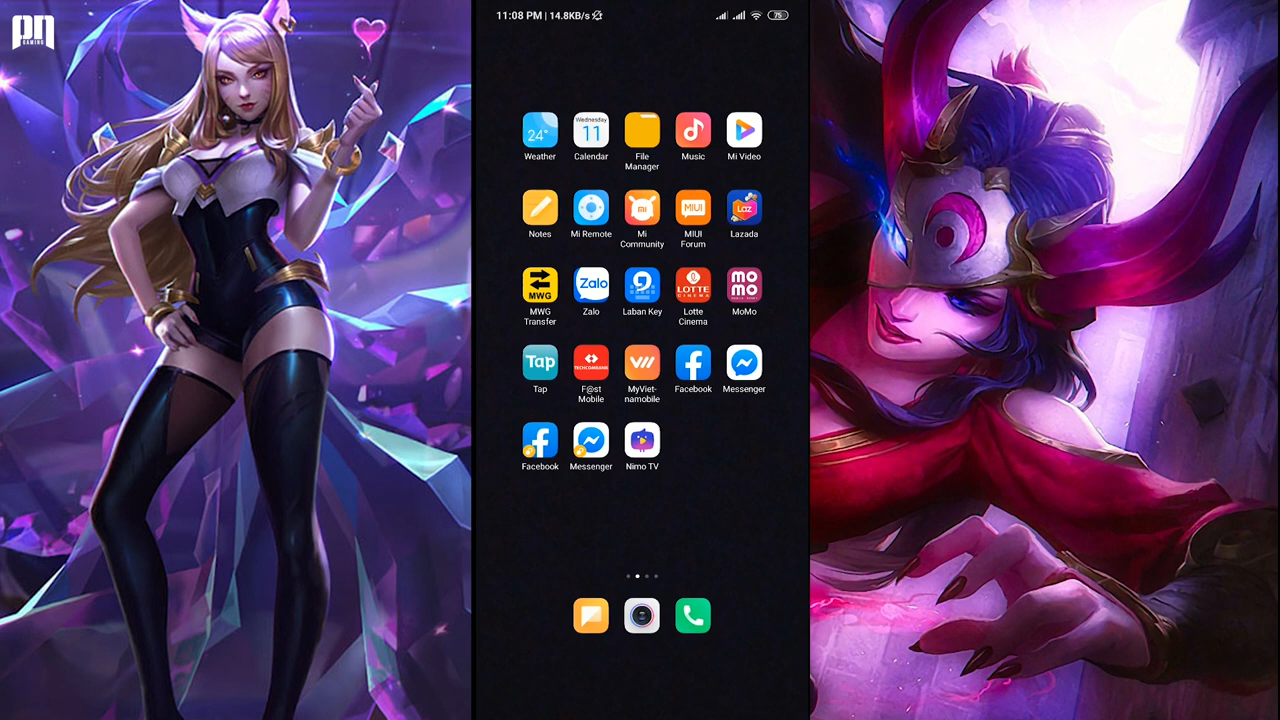 PN
GAMING
11:08 PM | 14.8KB/s
75
24°
Wednesday
11
Weather
Calendar
File
Manager
Music
Mi Video
mi
MIUI
Laz
Notes
Mi Remote
Mi
Community
MIUI
Forum
Lazada
MWG
Zalo
LOTTE
CINEMA
MO
MO
MWG
Transfer
Zalo
Laban Key
Lotte
Cinema
MoMo
Tap
TECHCOMBANK
Tap
F@st
Mobile
MyViet-
namobile
Facebook
Messenger
Facebook
Messenger
Nimo TV